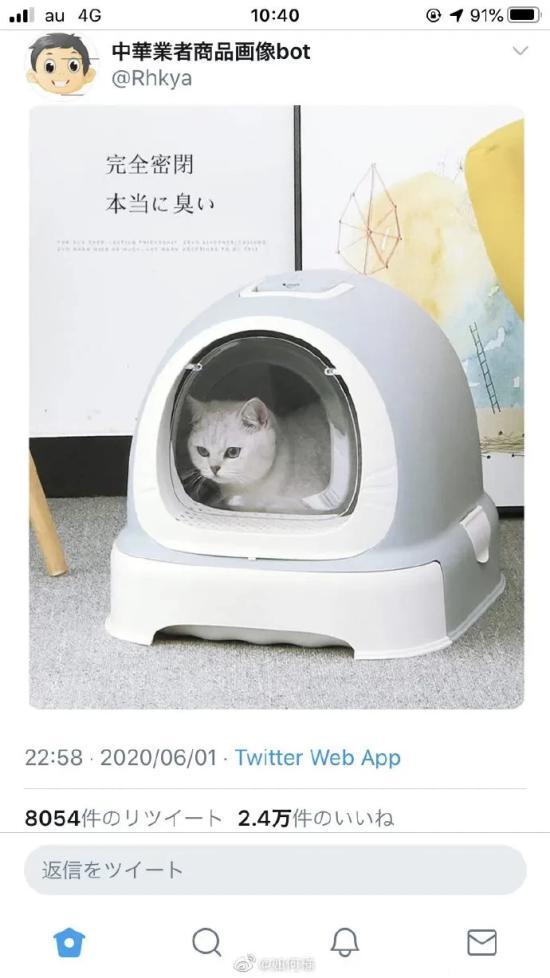 au 4G
10:40
91%
中華業者商品画像bot
@Rhkya
完全密閉
本当に臭い
22:58 · 2020/06/01 · Twitter Web App
8054件のリツイート 2.4万件のいいね
返信をツイート
@如何楠